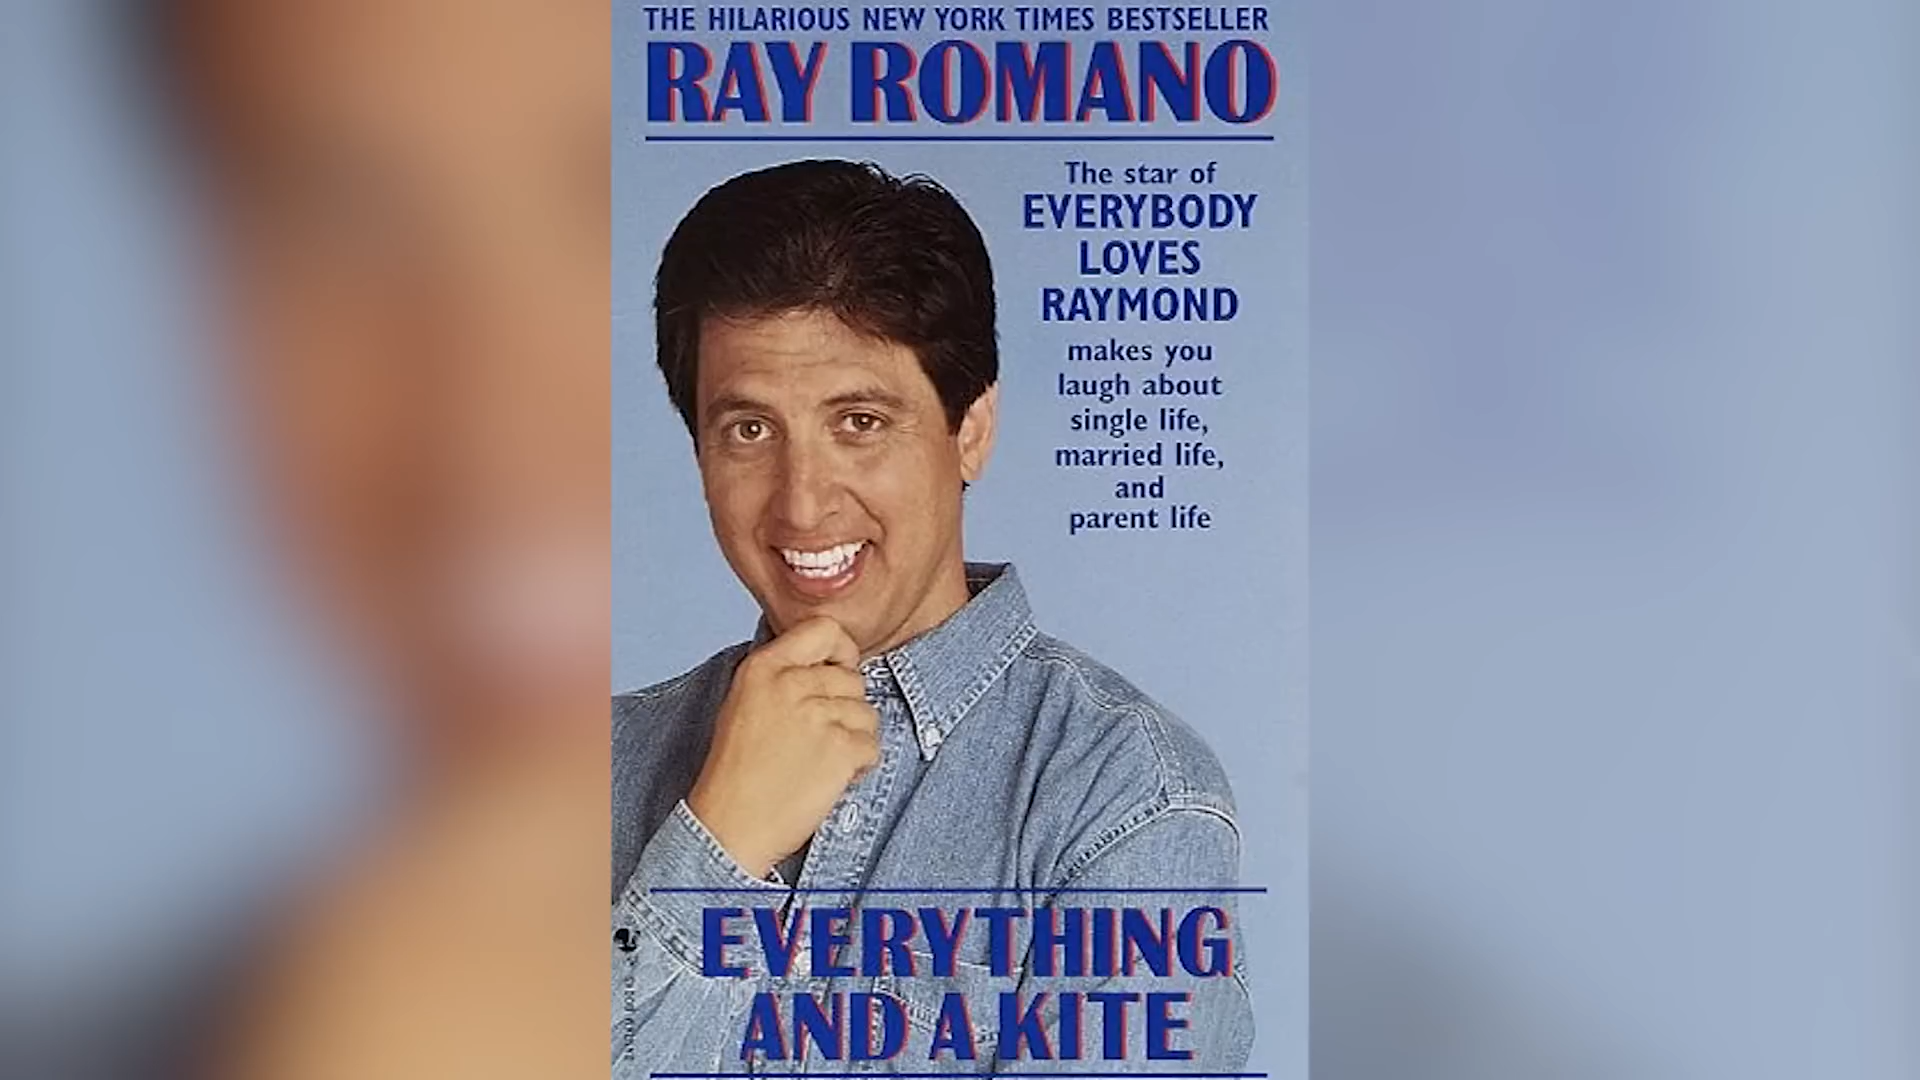 THE HILARIOUS NEW YORK TIMES BESTSELLER
RAY ROMANO
The star of
EVERYBODY
LOVES
RAYMOND
makes you
laugh about
single life,
married life,
and
parent life
EVERYTHING
AND A KITE